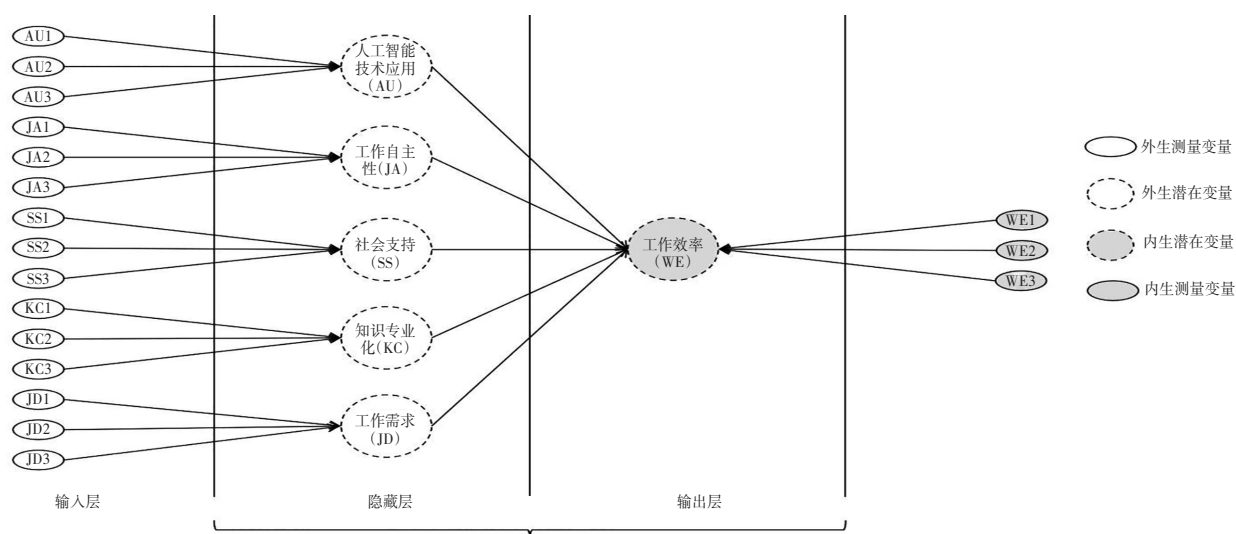 AU1
AU2
AU3
JA1
JA2
JA3
SS1
SS2
SS3
KC1
KC2
KC3
JD1
JD2
JD3
人工智能
技术应用
(AU)
工作自主
性(JA)
社会支持
(SS)
知识专业
化(KC)
工作需求
(JD)
工作效率
(WE)
WE1
WE2
WE3
外生测量变量
外生潜在变量
内生潜在变量
内生测量变量
输入层
隐藏层
输出层